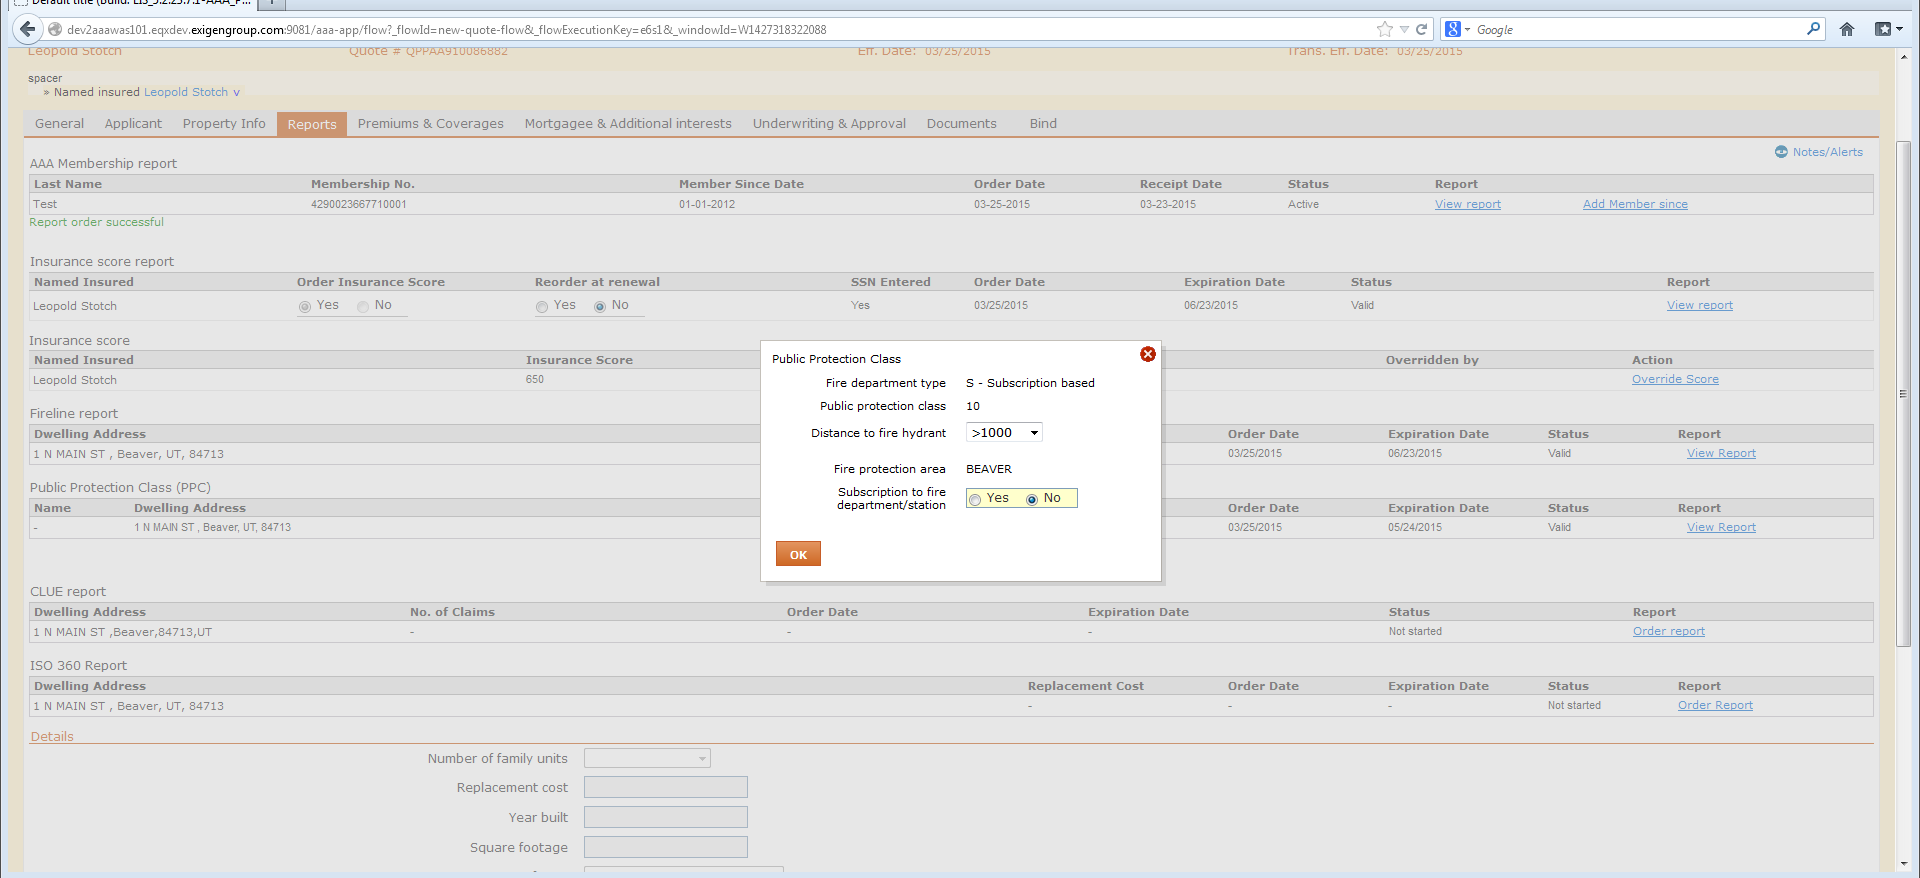 Default title (Build: EIS_5.2.23.7.1-AAA_P...
dev2aaawas101.eqxdev.exigengroup.com:9081/aaa-app/flow?_flowId=new-quote-flow&_flowExecutionKey=e6s1&_windowId=W1427318322088
Google
Leopold Stotch Quote # QPPAA910086882 Eff. Date: 03/25/2015 Trans. Eff. Date: 03/25/2015
spacer
» Named insured Leopold Stotch v
General Applicant Property Info Reports Premiums & Coverages Mortgagee & Additional interests Underwriting & Approval Documents Bind
Notes/Alerts
AAA Membership report
Last Name Membership No. Member Since Date Order Date Receipt Date Status Report
Test 4290023667710001 01-01-2012 03-25-2015 03-23-2015 Active View report Add Member since
Report order successful
Insurance score report
Named Insured Order Insurance Score Reorder at renewal SSN Entered Order Date Expiration Date Status Report
Leopold Stotch Yes No Yes No Yes 03/25/2015 06/23/2015 Valid View report
Insurance score
Named Insured Insurance Score Overridden by Action
Leopold Stotch 650 Override Score
Public Protection Class
Fire department type S - Subscription based
Public protection class 10
Distance to fire hydrant >1000
Fire protection area BEAVER
Subscription to fire
department/station Yes No
OK
Fireline report
Dwelling Address Order Date Expiration Date Status Report
1 N MAIN ST , Beaver, UT, 84713 03/25/2015 06/23/2015 Valid View Report
Public Protection Class (PPC)
Name Dwelling Address Order Date Expiration Date Status Report
- 1 N MAIN ST , Beaver, UT, 84713 03/25/2015 05/24/2015 Valid View Report
CLUE report
Dwelling Address No. of Claims Order Date Expiration Date Status Report
1 N MAIN ST ,Beaver,84713,UT - - - Not started Order report
ISO 360 Report
Dwelling Address Replacement Cost Order Date Expiration Date Status Report
1 N MAIN ST , Beaver, UT, 84713 - - - Not started Order Report
Details
Number of family units
Replacement cost
Year built
Square footage